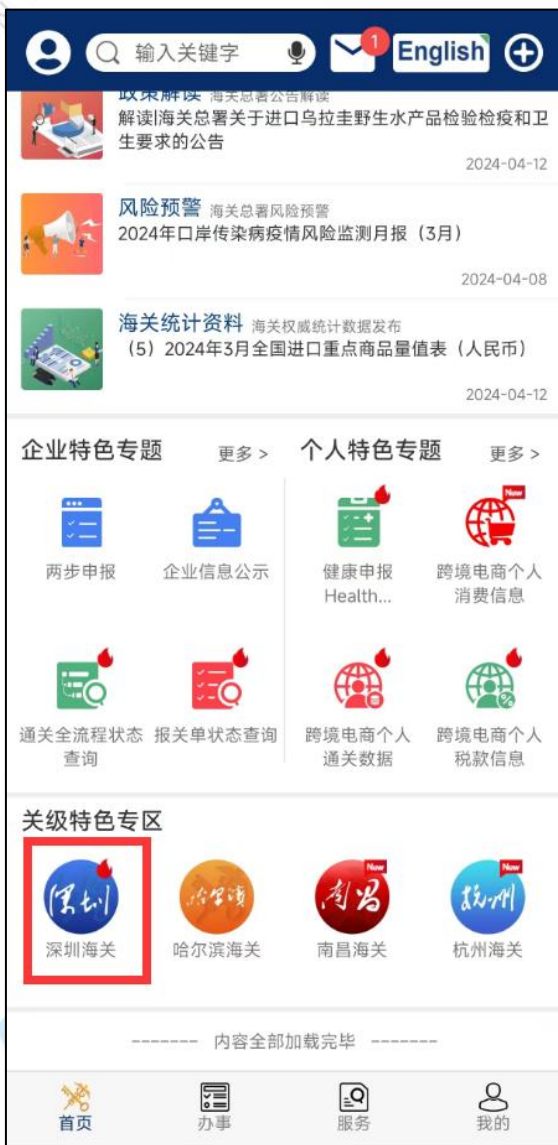 输入关键字
1
English
政策解读 海关总署公告解读
解读|海关总署关于进口乌拉圭野生水产品检验检疫和卫
生要求的公告
2024-04-12
风险预警 海关总署风险预警
2024年口岸传染病疫情风险监测月报（3月）
2024-04-08
海关统计资料 海关权威统计数据发布
（5）2024年3月全国进口重点商品量值表（人民币）
2024-04-12
企业特色专题 更多 >
个人特色专题 更多 >
两步申报
企业信息公示
健康申报
Health...
New
跨境电商个人
消费信息
通关全流程状态
查询
报关单状态查询
跨境电商个人
通关数据
跨境电商个人
税款信息
关级特色专区
深圳
深圳海关
哈尔滨
哈尔滨海关
New
南昌
南昌海关
New
杭州
杭州海关
------- 内容全部加载完毕 -------
首页
办事
服务
我的